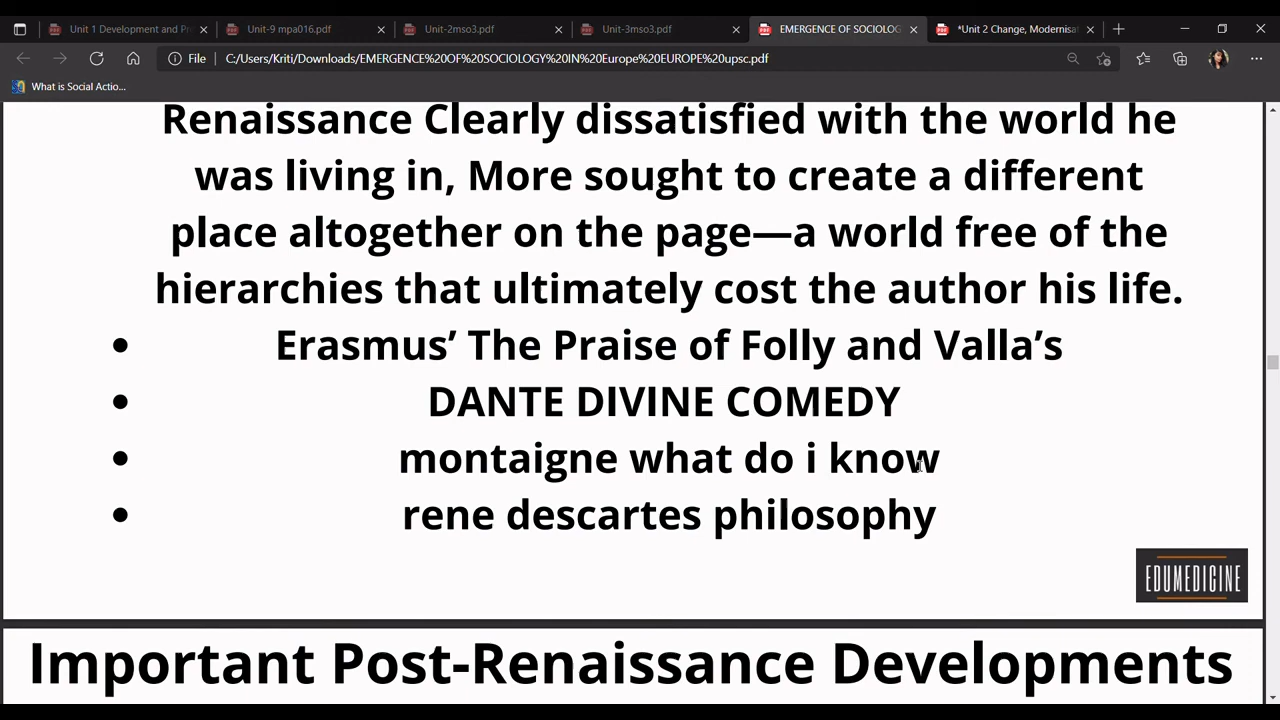 Unit 1 Development and Pr
Unit-9 mpa016.pdf
Unit-2mso3.pdf
Unit-3mso3.pdf
EMERGENCE OF SOCIOLOG
*Unit 2 Change, Modernisat
File
C:/Users/Kriti/Downloads/EMERGENCE%20OF%20SOCIOLOGY%20IN%20Europe%20EUROPE%20upsc.pdf
What is Social Actio...
Renaissance Clearly dissatisfied with the world he
was living in, More sought to create a different
place altogether on the page—a world free of the
hierarchies that ultimately cost the author his life.
• Erasmus’ The Praise of Folly and Valla’s
• DANTE DIVINE COMEDY
• montaigne what do i know
• rene descartes philosophy
EDUMEDICINE
Important Post-Renaissance Developments